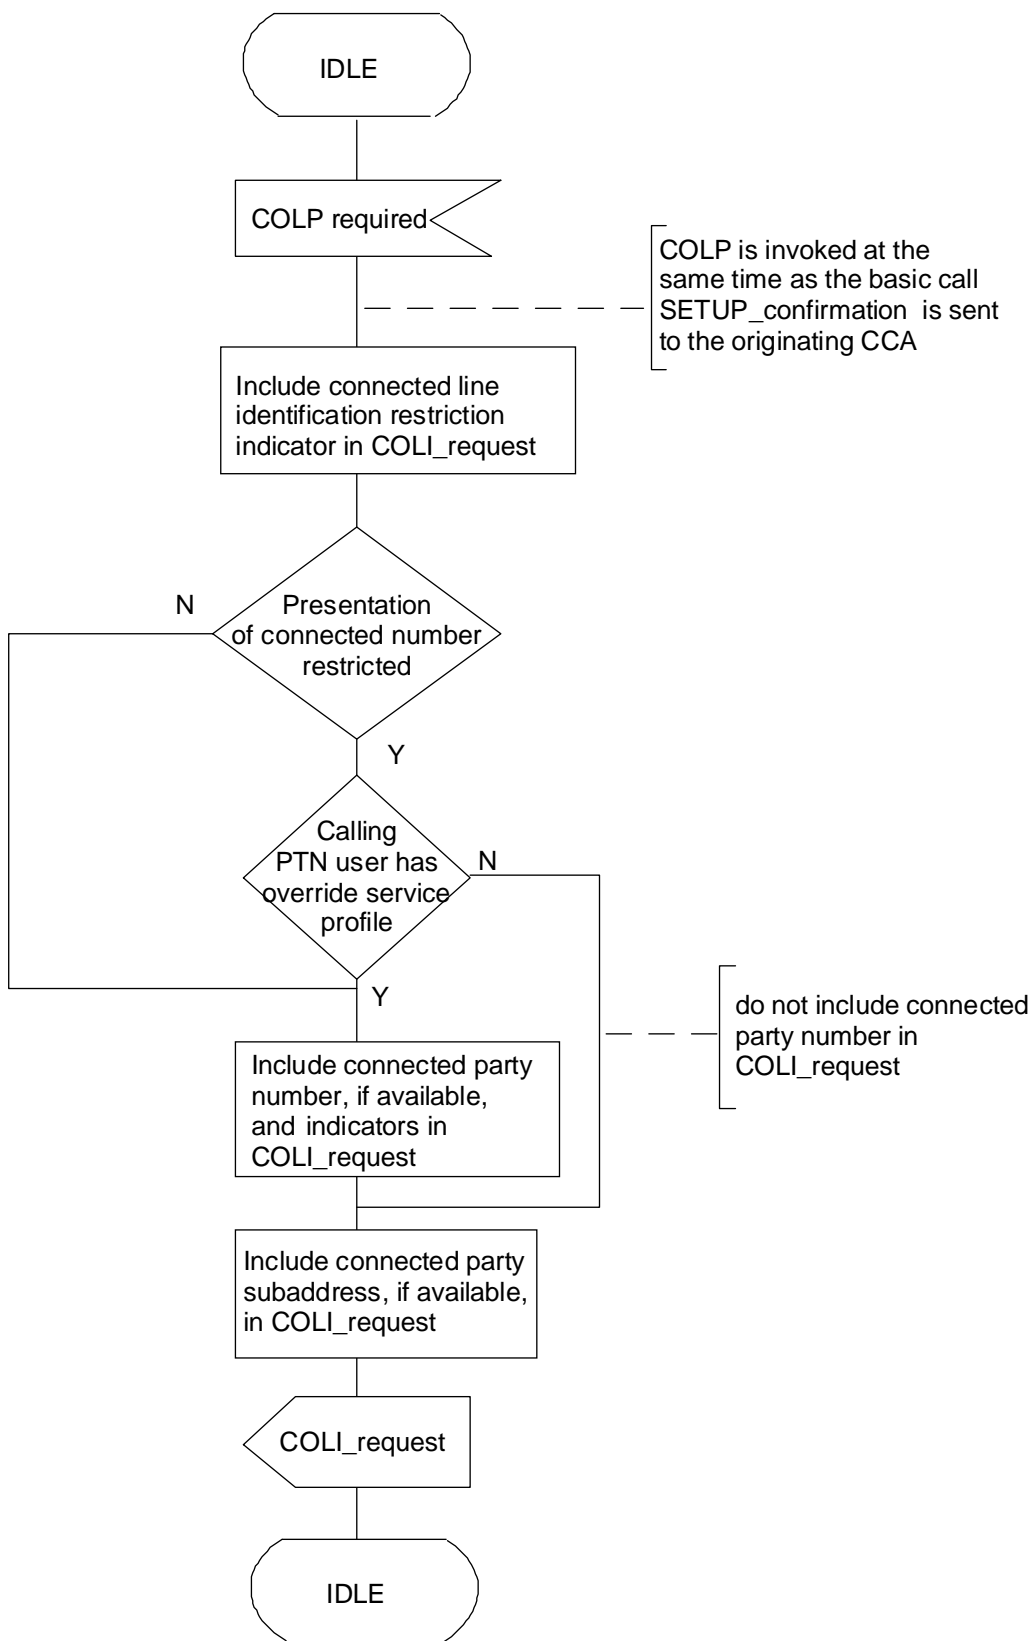 IDLE
COLP required
COLP is invoked at the
same time as the basic call
SETUP_confirmation is sent
to the originating CCA
Include connected line
identification restriction
indicator in COLI_request
N
Presentation
of connected number
restricted
Y
Calling
PTN user has
override service
profile
N
Y
do not include connected
party number in
COLI_request
Include connected party
number, if available,
and indicators in
COLI_request
Include connected party
subaddress, if available,
in COLI_request
COLI_request
IDLE